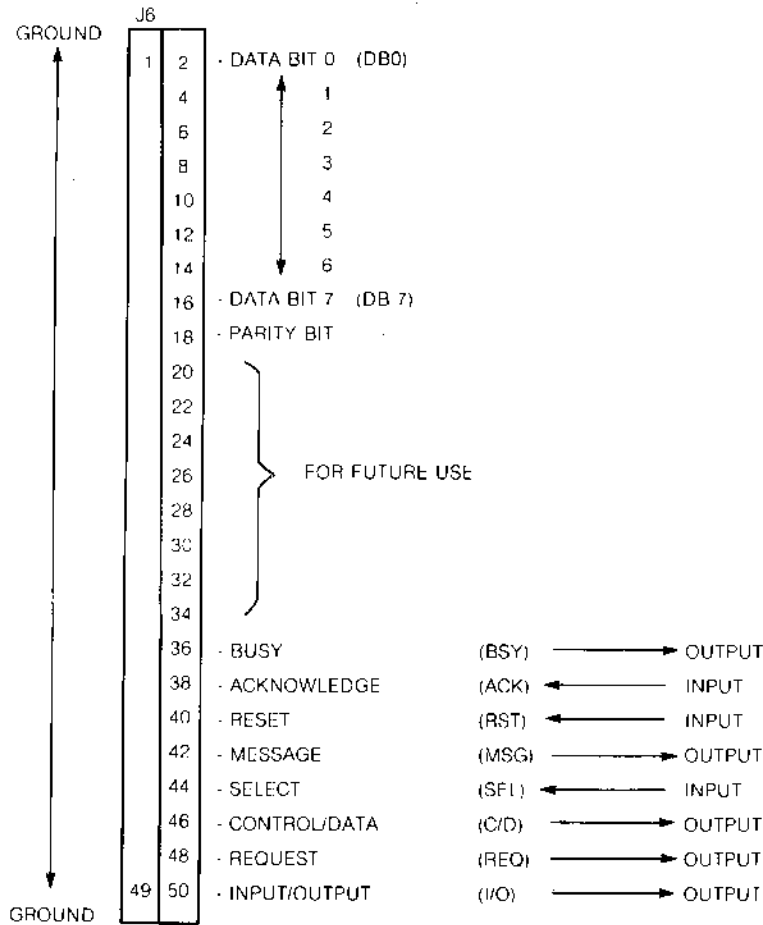 J6
GROUND
1 2 - DATA BIT 0 (DB0)
4 1
6 2
8 3
10 4
12 5
14 6
16 - DATA BIT 7 (DB 7)
18 - PARITY BIT
20
22
24
26 FOR FUTURE USE
28
30
32
34
36 - BUSY (BSY) OUTPUT
38 - ACKNOWLEDGE (ACK) INPUT
40 - RESET (RST) INPUT
42 - MESSAGE (MSG) OUTPUT
44 - SELECT (SEL) INPUT
46 - CONTROL/DATA (C/D) OUTPUT
48 - REQUEST (REQ) OUTPUT
49 50 - INPUT/OUTPUT (I/O) OUTPUT
GROUND